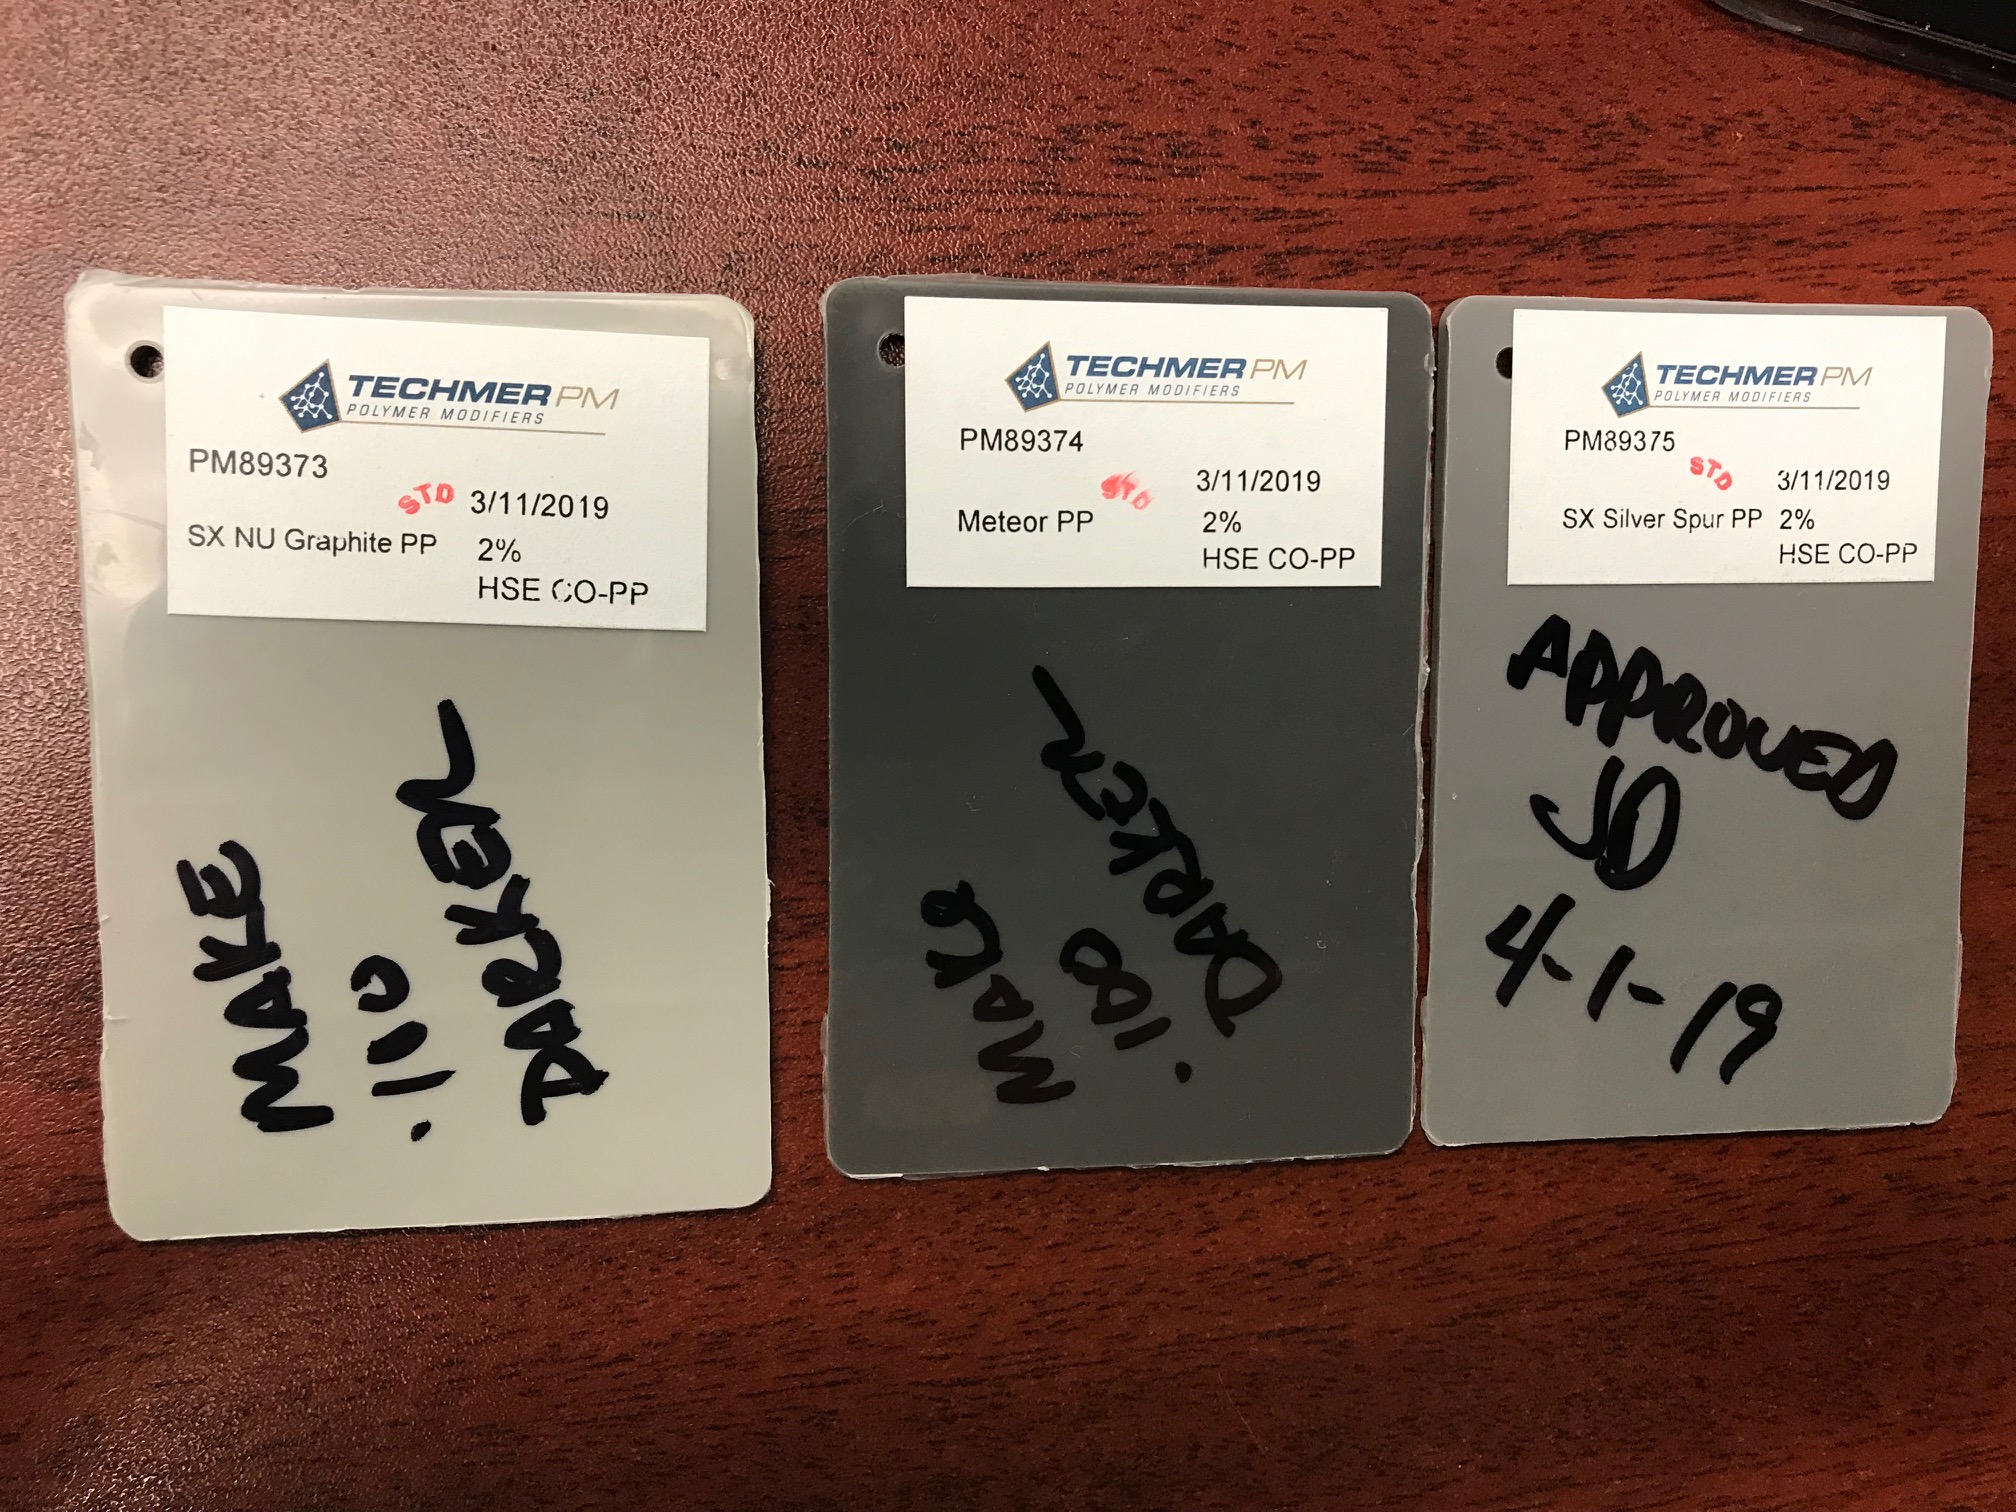 TECHMER PM
POLYMER MODIFIERS
PM89373
STD 3/11/2019
SX NU Graphite PP 2%
HSE CO-PP
MAKE
.100
DARKER
TECHMER PM
POLYMER MODIFIERS
PM89374
STD 3/11/2019
Meteor PP 2%
HSE CO-PP
MAKe
.100
DARKER
TECHMER PM
POLYMER MODIFIERS
PM89375
STD 3/11/2019
SX Silver Spur PP 2%
HSE CO-PP
APPROVED
JO
4-1-19